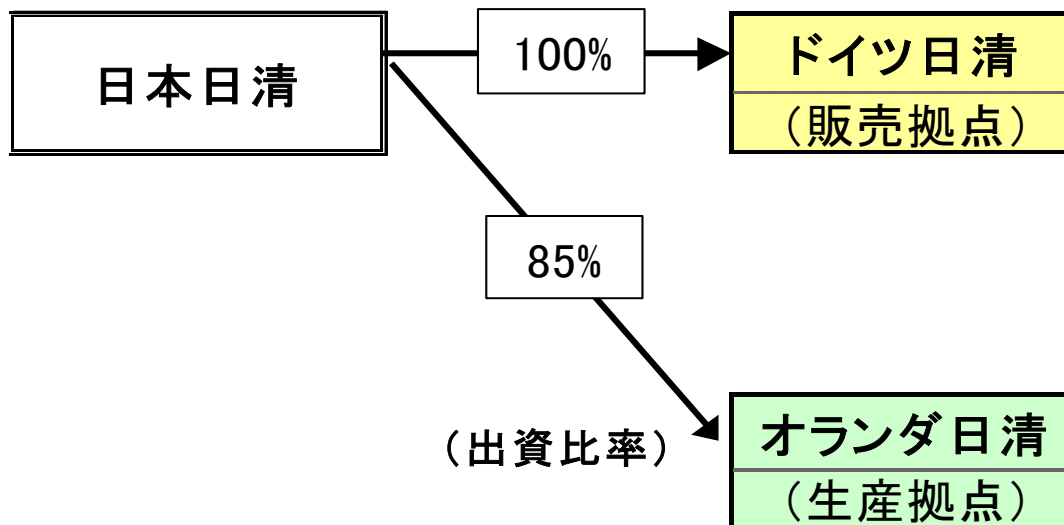 日本日清
100%
ドイツ日清
（販売拠点）
85%
（出資比率）
オランダ日清
（生産拠点）